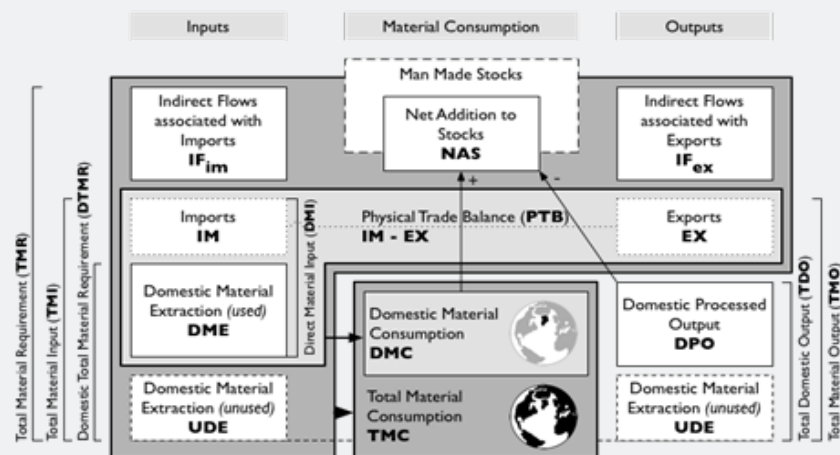 Inputs
Material Consumption
Outputs
Man Made Stocks
Indirect Flows
associated with
Imports
IFim
Net Addition to
Stocks
NAS
Indirect Flows
associated with
Exports
IFex
+
-
Imports
IM
Physical Trade Balance (PTB)
IM - EX
Exports
EX
Domestic Material
Extraction (used)
DME
Direct Material Input (DMI)
Domestic Material
Consumption
DMC
Domestic Processed
Output
DPO
Domestic Material
Extraction (unused)
UDE
Total Material
Consumption
TMC
Domestic Material
Extraction (unused)
UDE
Total Material Requirement (TMR)
Total Material Input (TMI)
Domestic Total Material Requirement (DTMR)
Total Domestic Output (TDO)
Total Material Output (TMO)